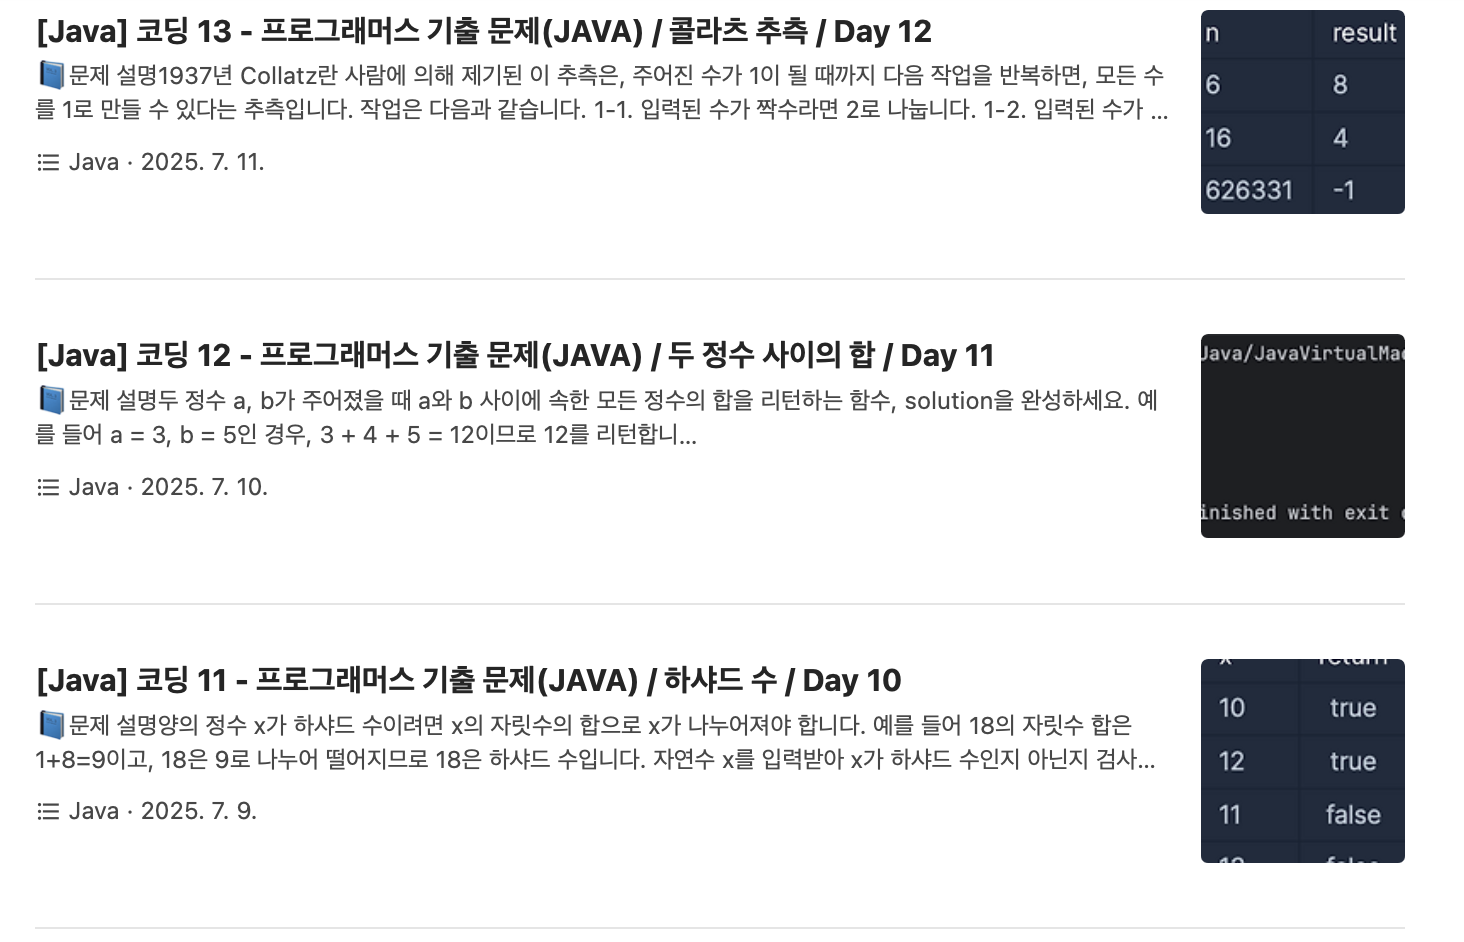 [Java] 코딩 13 - 프로그래머스 기출 문제(JAVA) / 콜라츠 추측 / Day 12
📘문제 설명1937년 Collatz란 사람에 의해 제기된 이 추측은, 주어진 수가 1이 될 때까지 다음 작업을 반복하면, 모든 수
를 1로 만들 수 있다는 추측입니다. 작업은 다음과 같습니다. 1-1. 입력된 수가 짝수라면 2로 나눕니다. 1-2. 입력된 수가 ...
Java · 2025. 7. 11.
n result
6 8
16 4
626331 -1
[Java] 코딩 12 - 프로그래머스 기출 문제(JAVA) / 두 정수 사이의 합 / Day 11
📘문제 설명두 정수 a, b가 주어졌을 때 a와 b 사이에 속한 모든 정수의 합을 리턴하는 함수, solution을 완성하세요. 예
를 들어 a = 3, b = 5인 경우, 3 + 4 + 5 = 12이므로 12를 리턴합니...
Java · 2025. 7. 10.
Java/JavaVirtualMac
inished with exit
[Java] 코딩 11 - 프로그래머스 기출 문제(JAVA) / 하샤드 수 / Day 10
📘문제 설명양의 정수 x가 하샤드 수이려면 x의 자릿수의 합으로 x가 나누어져야 합니다. 예를 들어 18의 자릿수 합은
1+8=9이고, 18은 9로 나누어 떨어지므로 18은 하샤드 수입니다. 자연수 x를 입력받아 x가 하샤드 수인지 아닌지 검사...
Java · 2025. 7. 9.
x return
10 true
12 true
11 false